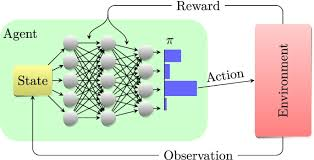 Reward
Agent
π
State
Action
Environment
Observation